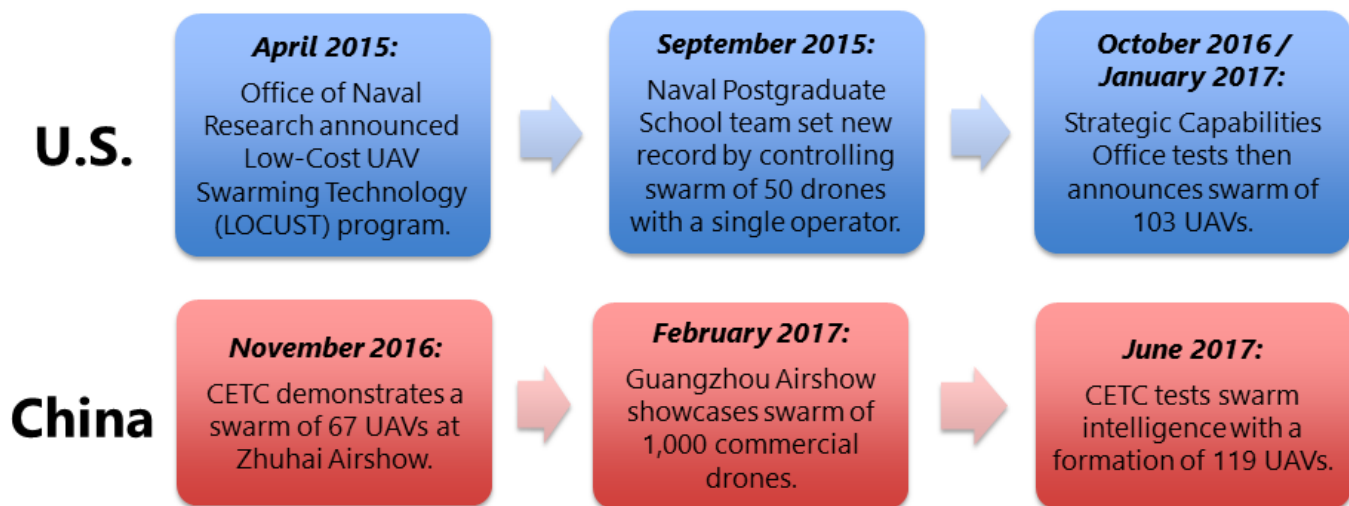 U.S.
April 2015:
Office of Naval
Research announced
Low-Cost UAV
Swarming Technology
(LOCUST) program.
September 2015:
Naval Postgraduate
School team set new
record by controlling
swarm of 50 drones
with a single operator.
October 2016 /
January 2017:
Strategic Capabilities
Office tests then
announces swarm of
103 UAVs.
China
November 2016:
CETC demonstrates a
swarm of 67 UAVs at
Zhuhai Airshow.
February 2017:
Guangzhou Airshow
showcases swarm of
1,000 commercial
drones.
June 2017:
CETC tests swarm
intelligence with a
formation of 119 UAVs.